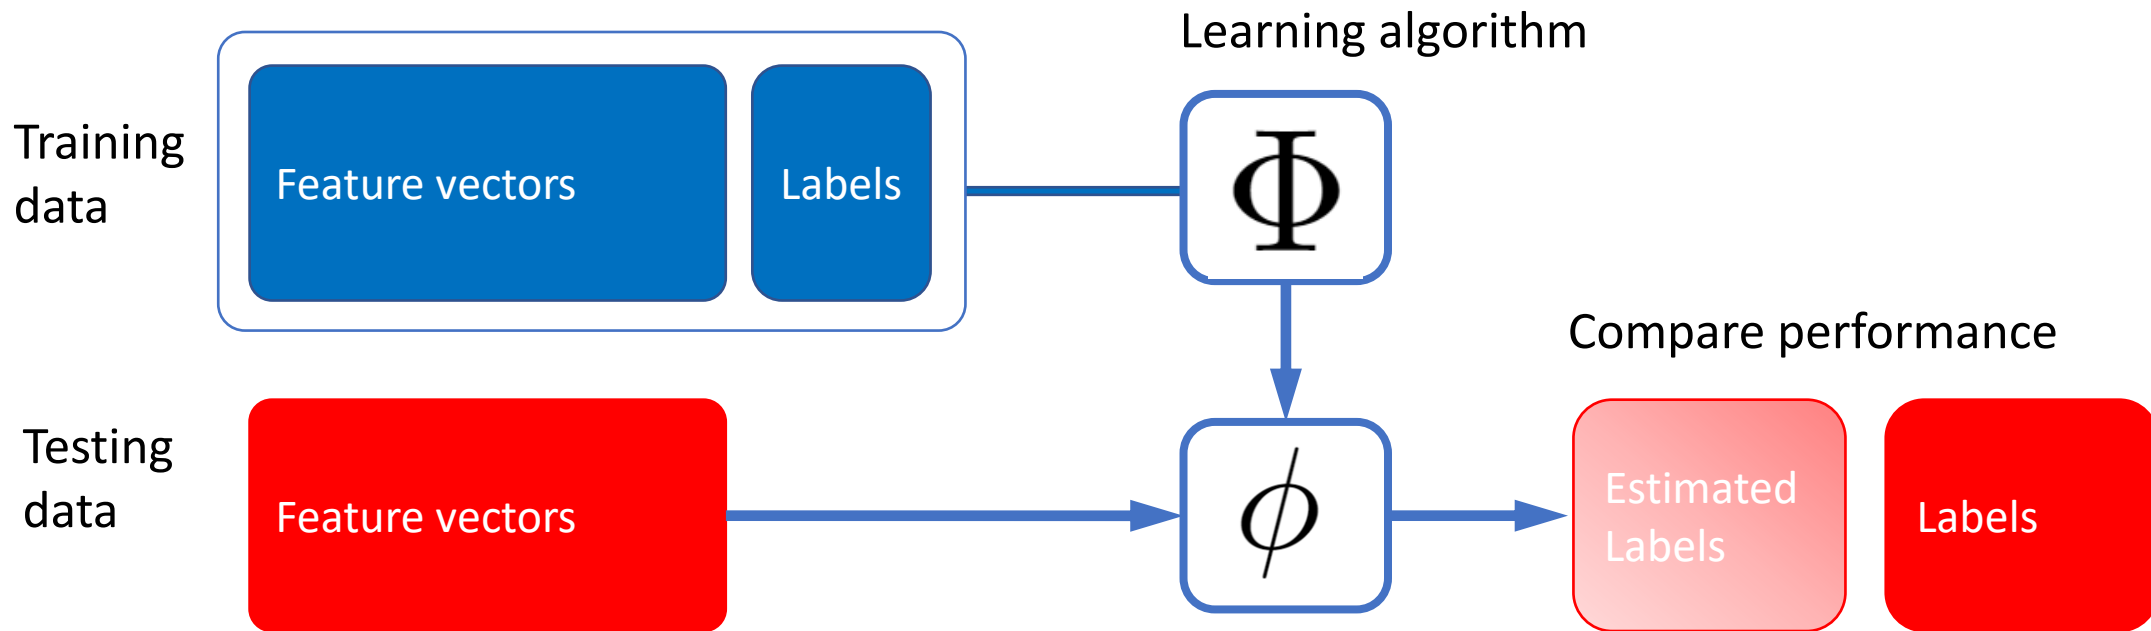 Learning algorithm
Training
data
Feature vectors
Labels
Φ
Compare performance
Testing
data
Feature vectors
ϕ
Estimated
Labels
Labels